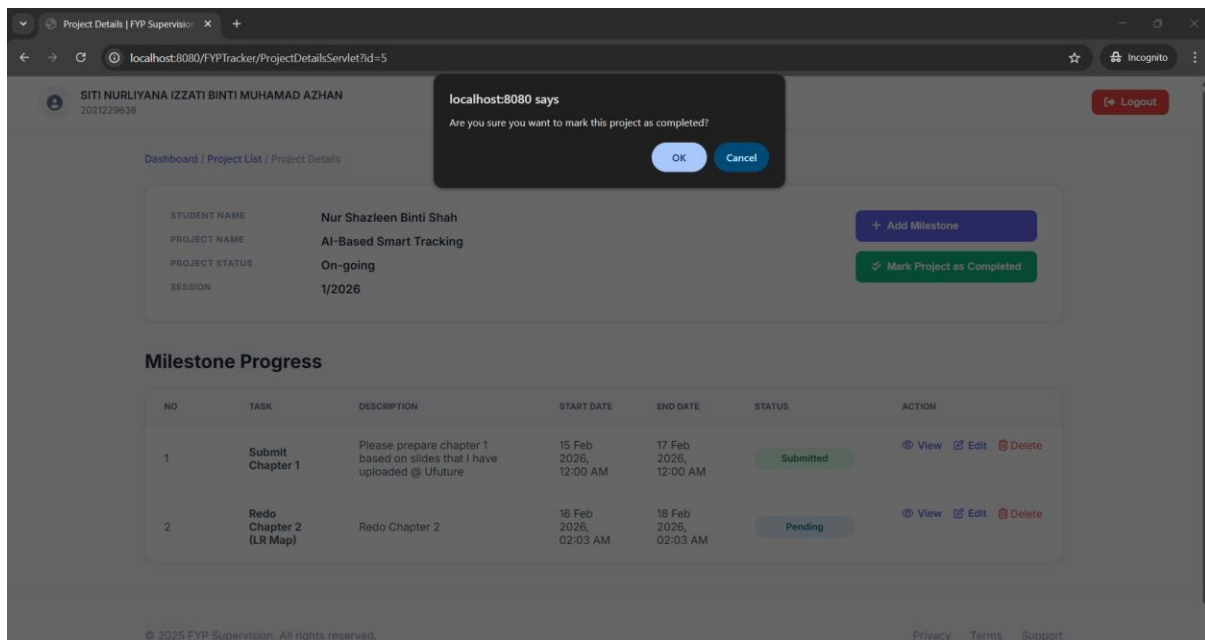 Project Details | FYP Supervision
localhost:8080/FYPTracker/ProjectDetailsServlet?id=5
Incognito
SITI NURLIYANA IZZATI BINTI MUHAMAD AZHAN
2021229638
Logout
localhost:8080 says
Are you sure you want to mark this project as completed?
OK
Cancel
Dashboard / Project List / Project Details
STUDENT NAME Nur Shazleen Binti Shah
PROJECT NAME AI-Based Smart Tracking
PROJECT STATUS On-going
SESSION 1/2026
+ Add Milestone
Mark Project as Completed
Milestone Progress
NO TASK DESCRIPTION START DATE END DATE STATUS ACTION
1
Submit
Chapter 1
Please prepare chapter 1
based on slides that I have
uploaded @ Ufuture
15 Feb
2026,
12:00 AM
17 Feb
2026,
12:00 AM
Submitted
View Edit Delete
2
Redo
Chapter 2
(LR Map)
Redo Chapter 2
16 Feb
2026,
02:03 AM
18 Feb
2026,
02:03 AM
Pending
View Edit Delete
© 2025 FYP Supervision. All rights reserved.
Privacy Terms Support